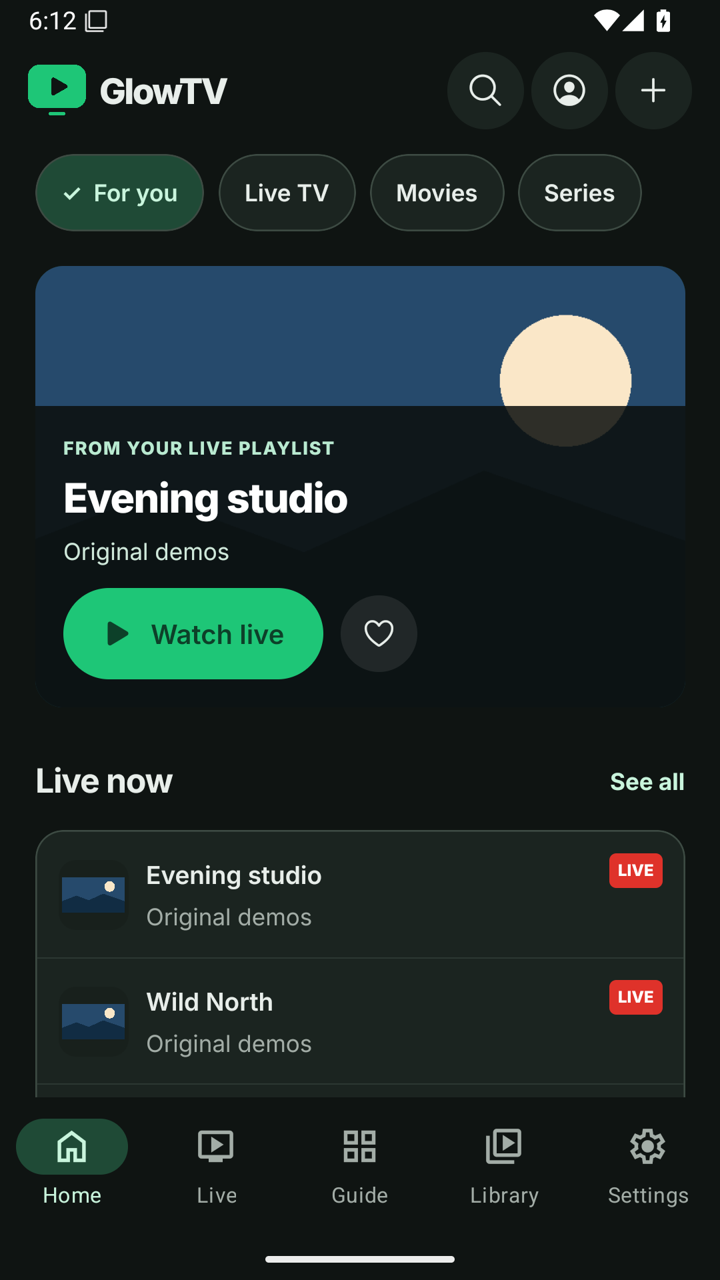 6:12
GlowTV
For you
Live TV
Movies
Series
FROM YOUR LIVE PLAYLIST
Evening studio
Original demos
Watch live
Live now
See all
Evening studio
LIVE
Original demos
Wild North
LIVE
Original demos
Home
Live
Guide
Library
Settings